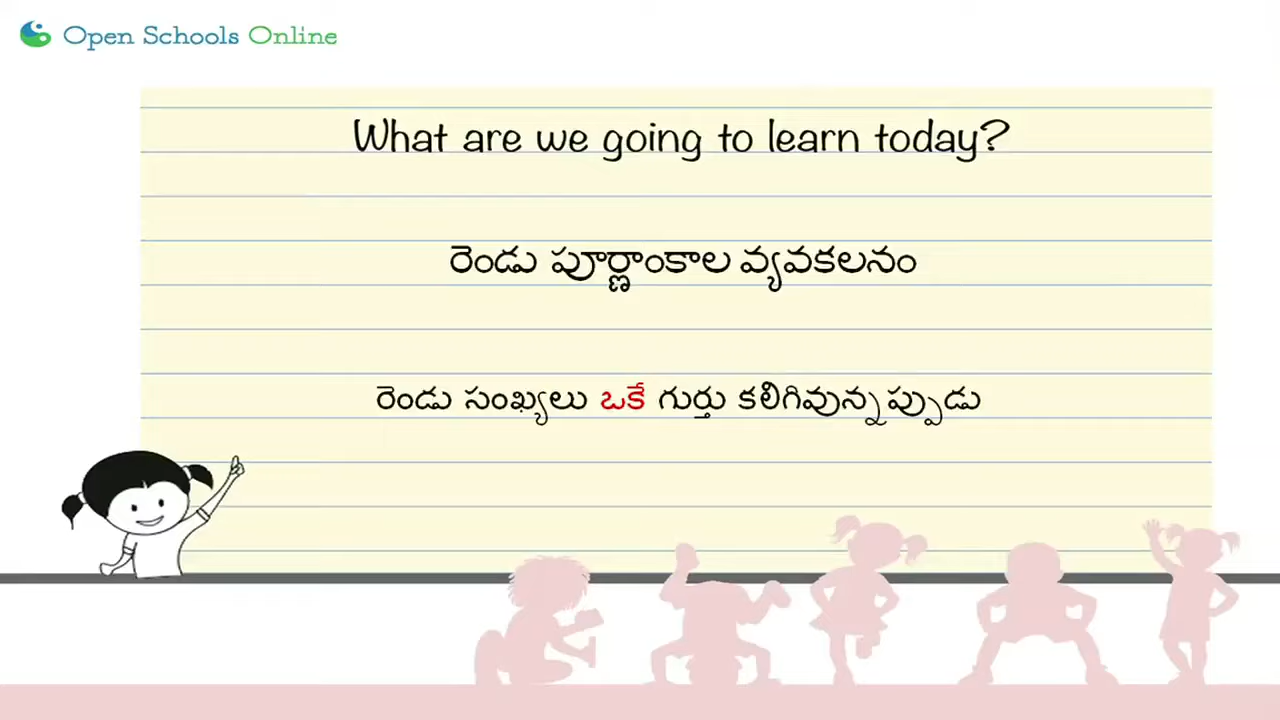 Open Schools Online
What are we going to learn today?
రెండు పూర్ణాంకాల వ్యవకలనం
రెండు సంఖ్యలు ఒకే గుర్తు కలిగివున్నప్పుడు